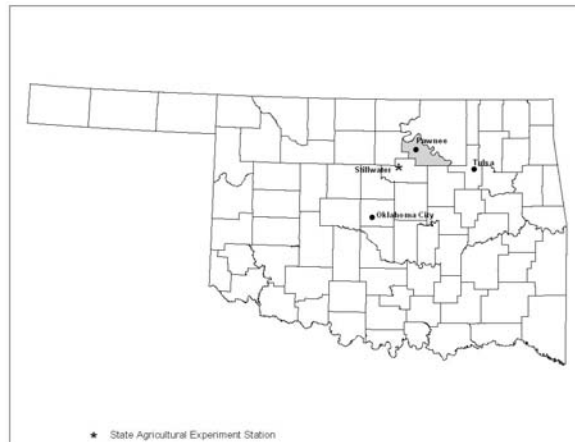 Pawnee
Tulsa
Stillwater
Oklahoma City
State Agricultural Experiment Station